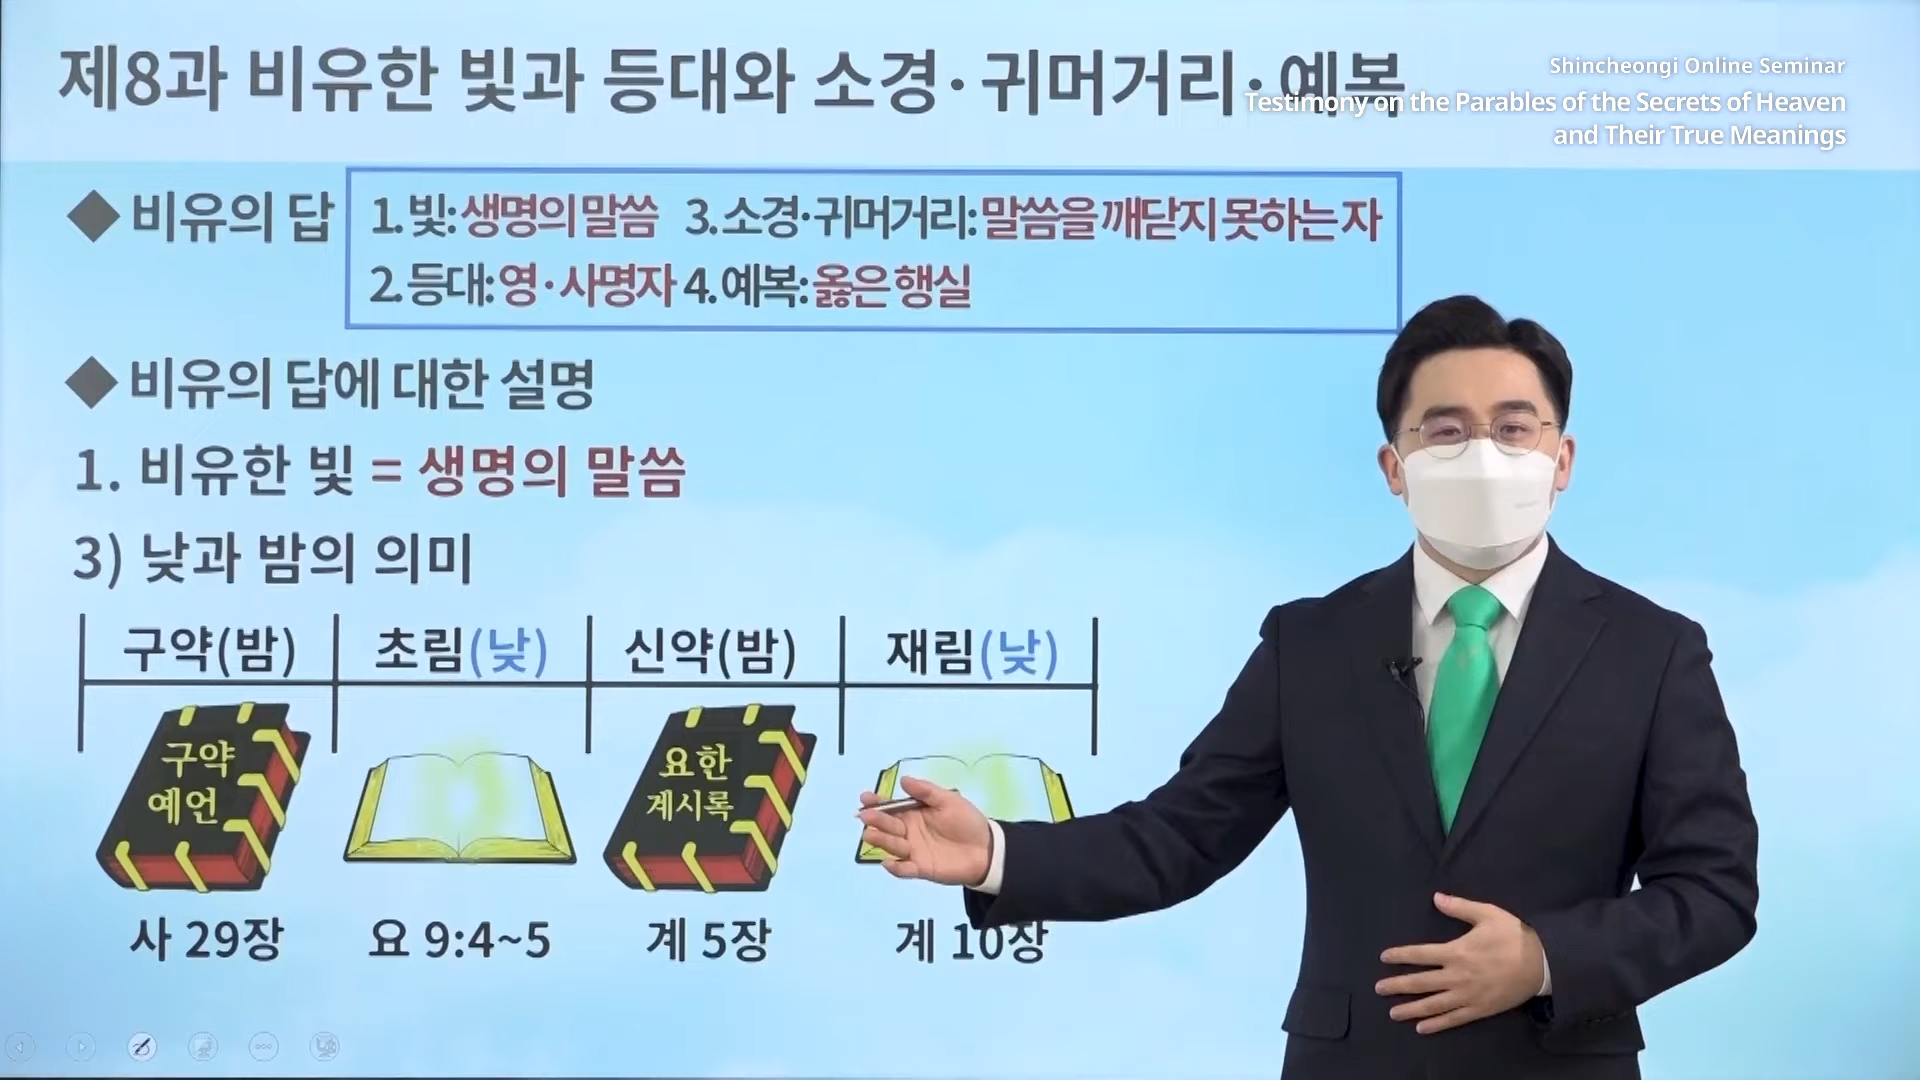 제8과 비유한 빛과 등대와 소경·귀머거리·예복
Shincheongi Online Seminar
Testimony on the Parables of the Secrets of Heaven
and Their True Meanings
◆ 비유의 답
1. 빛: 생명의 말씀 3. 소경·귀머거리: 말씀을 깨닫지 못하는 자
2. 등대: 영·사명자 4. 예복: 옳은 행실
◆ 비유의 답에 대한 설명
1. 비유한 빛 = 생명의 말씀
3) 낮과 밤의 의미
구약(밤) 초림(낮) 신약(밤) 재림(낮)
구약
예언
요한
계시록
사 29장 요 9:4~5 계 5장 계 10장